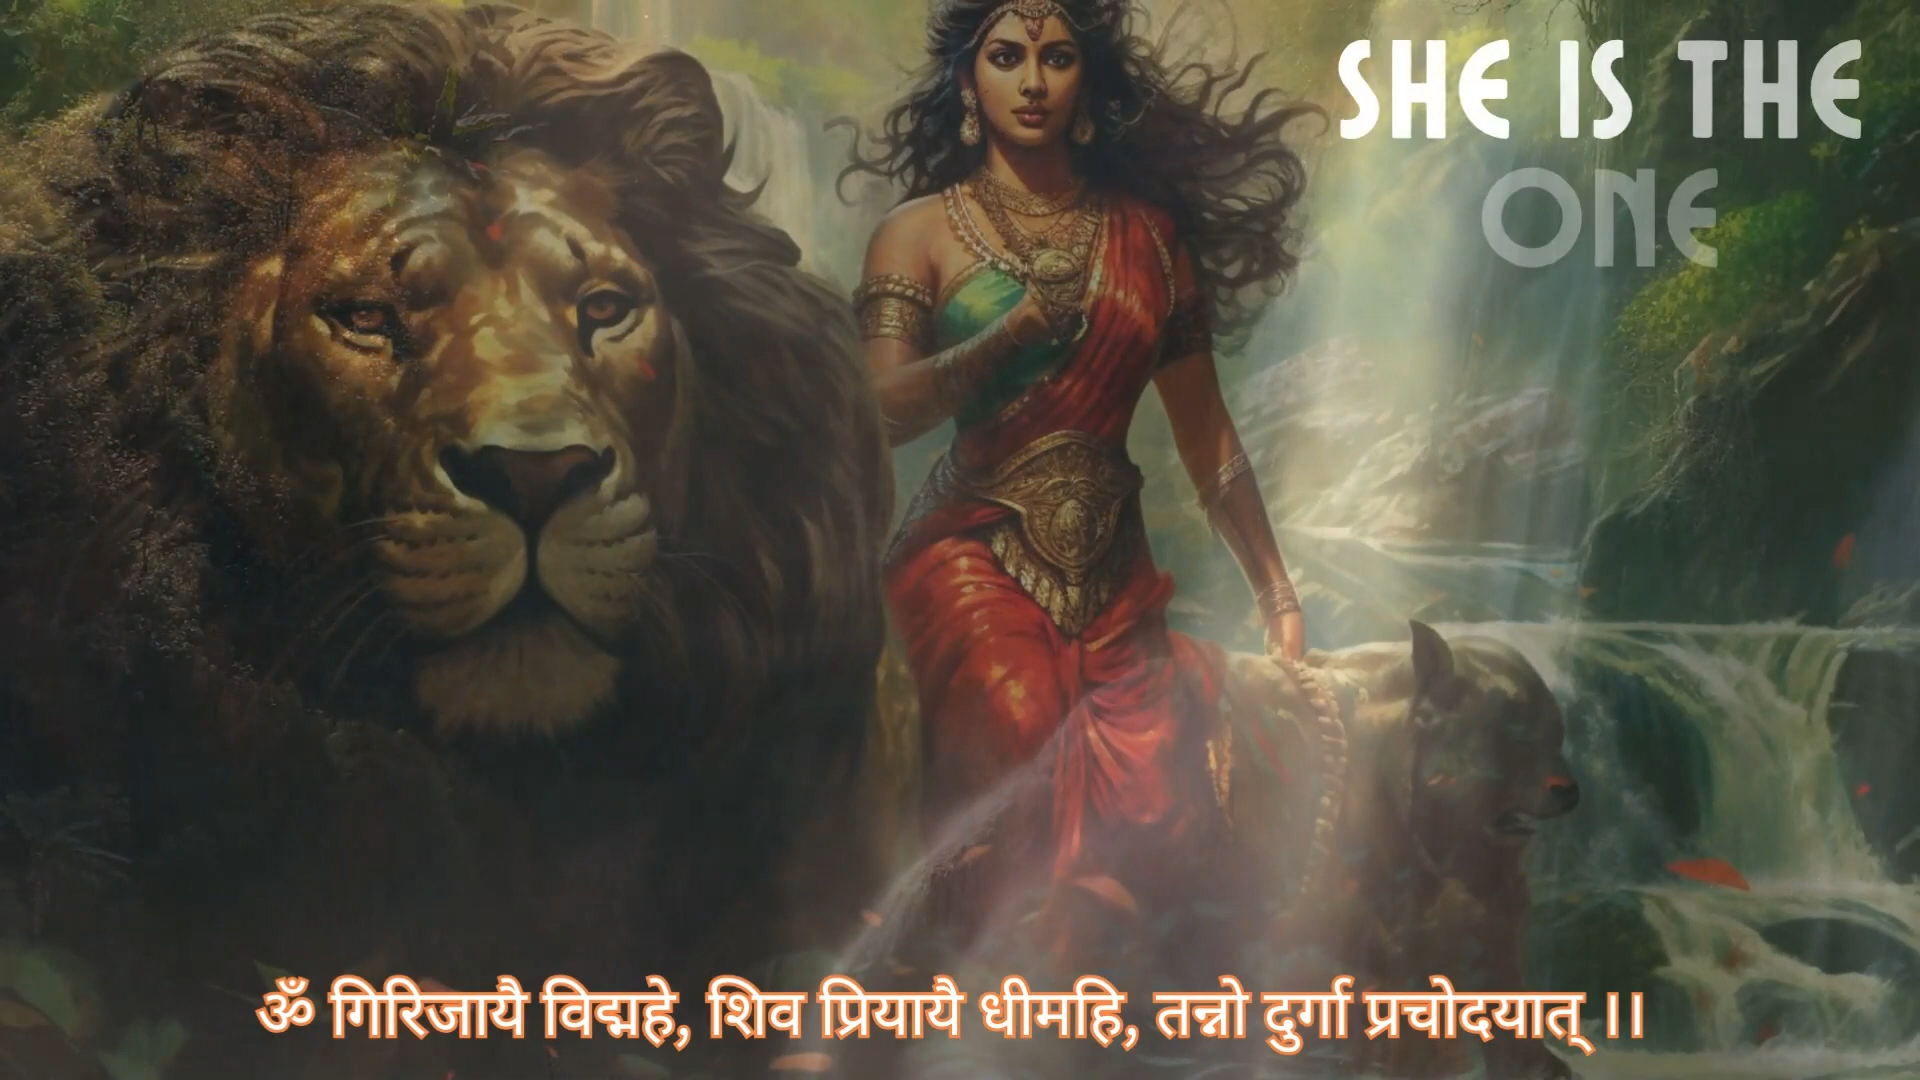 SHE IS THE
ONE
ॐ गिरिजायै विद्महे, शिव प्रियायै धीमहि, तन्नो दुर्गा प्रचोदयात् ।।